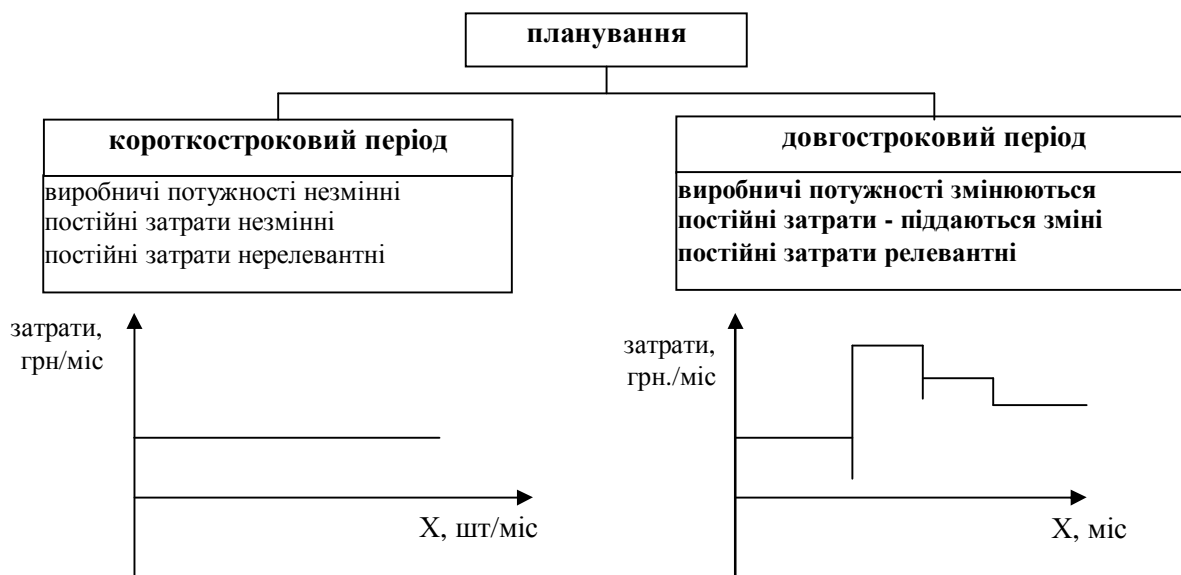 планування
короткостроковий період
виробничі потужності незмінні
постійні затрати незмінні
постійні затрати нерелевантні
довгостроковий період
виробничі потужності змінюються
постійні затрати - піддаються зміні
постійні затрати релевантні
затрати,
грн/міс
X, шт/міс
затрати,
грн./міс
X, міс